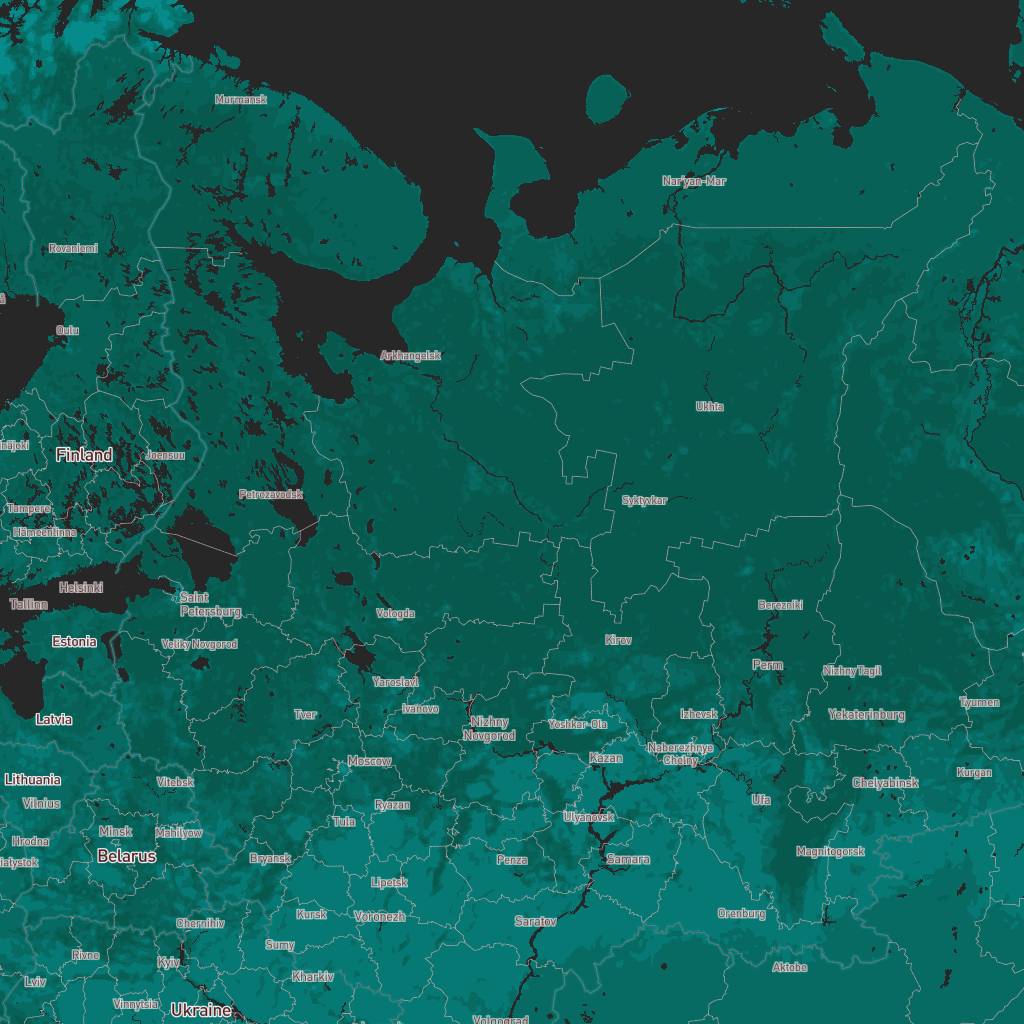 Murmansk
Nar'yan-Mar
Rovaniemi
Oulu
Arkhangelsk
Ukhta
Finland
Joensuu
Petrozavodsk
Syktyvkar
Tampere
Hämeenlinna
Helsinki
Tallinn
Saint
Petersburg
Berezniki
Vologda
Estonia
Veliky Novgorod
Kirov
Perm
Nizhny Tagil
Yaroslavl
Tyumen
Ivanovo
Tver
Izhevsk
Yekaterinburg
Latvia
Nizhny
Novgorod
Yoshkar-Ola
Naberezhnye
Chelny
Moscow
Kazan
Kurgan
Lithuania
Vitebsk
Chelyabinsk
Vilnius
Ryazan
Ufa
Tula
Ulyanovsk
Minsk
Mahilyow
Hrodna
Magnitogorsk
Belarus
Bryansk
Penza
Samara
Lipetsk
Kursk
Voronezh
Orenburg
Chernihiv
Saratov
Sumy
Rivne
Kyiv
Aktobe
Kharkiv
Lviv
Vinnytsia
Ukraine
Volgograd